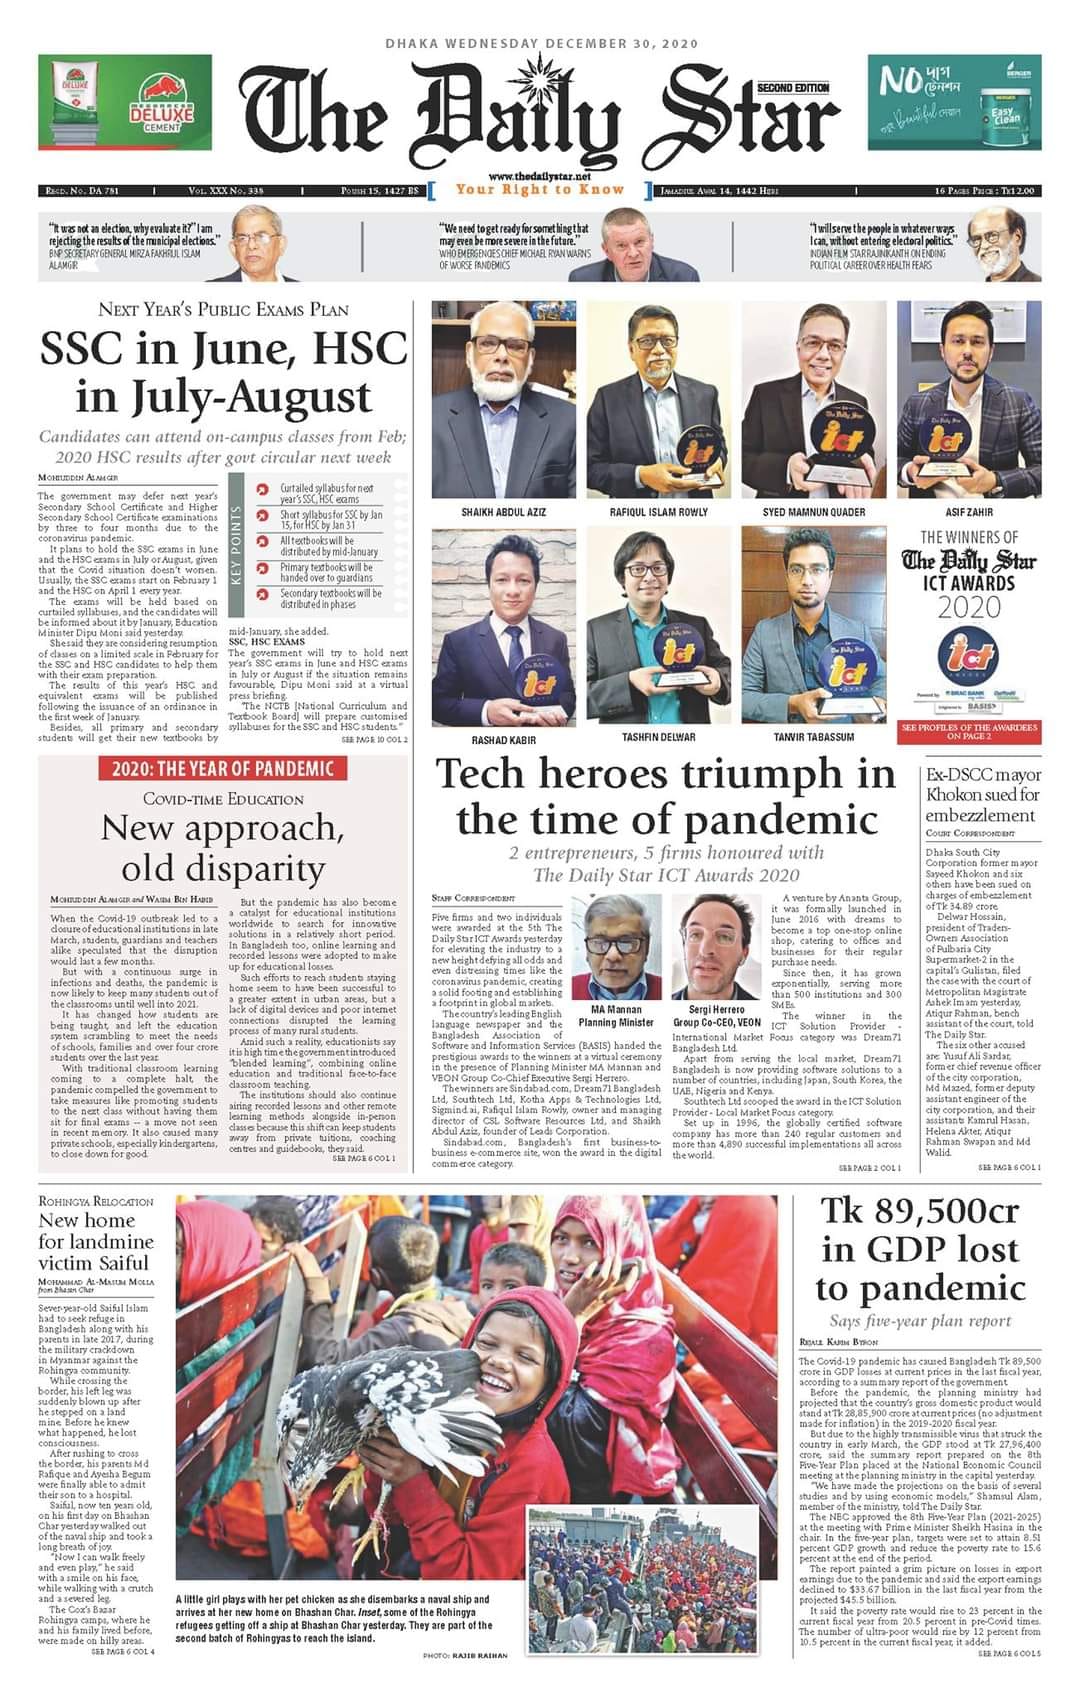 DHAKA WEDNESDAY DECEMBER 30, 2020
DELUXE
ADVANCED
DELUXE
CEMENT
The Daily Star
SECOND EDITION
www.thedailystar.net
NO দাগ
টেনশন
Beautiful দেয়াল
BERGER
BERGER
Easy
Clean
Regd. No. DA 781
Vol. XXX No. 338
Poush 15, 1427 BS
Your Right to Know
Jamadiul Awal 14, 1442 Hijri
16 Pages Price : Tk12.00
"It was not an election, why evaluate it?" I am
rejecting the results of the municipal elections."
BNP SECRETARY GENERAL MIRZA FAKHRUL ISLAM
ALAMGIR
"We need to get ready for something that
may even be more severe in the future."
WHO EMERGENCIES CHIEF MICHAEL RYAN WARNS
OF WORSE PANDEMICS
"I will serve the people in whatever ways
I can, without entering electoral politics."
INDIAN FILM STAR RAJINIKANTH ON ENDING
POLITICAL CAREER OVER HEALTH FEARS
Next Year's Public Exams Plan
SSC in June, HSC
in July-August
Candidates can attend on-campus classes from Feb;
2020 HSC results after govt circular next week
Mohiuddin Alamgir
The government may defer next year's
Secondary School Certificate and Higher
Secondary School Certificate examinations
by three to four months due to the
coronavirus pandemic.
It plans to hold the SSC exams in June
and the HSC exams in July or August, given
that the Covid situation doesn't worsen.
Usually, the SSC exams start on February 1
and the HSC on April 1 every year.
The exams will be held based on
curtailed syllabuses, and the candidates will
be informed about it by January, Education
Minister Dipu Moni said yesterday.
She said they are considering resumption
of classes on a limited scale in February for
the SSC and HSC candidates to help them
with their exam preparation.
The results of this year's HSC and
equivalent exams will be published
following the issuance of an ordinance in
the first week of January.
Besides, all primary and secondary
students will get their new textbooks by
KEY POINTS
Curtailed syllabus for next
year's SSC, HSC exams
Short syllabus for SSC by Jan
15, for HSC by Jan 31
All textbooks will be
distributed by mid-January
Primary textbooks will be
handed over to guardians
Secondary textbooks will be
distributed in phases
mid-January, she added.
SSC, HSC EXAMS
The government will try to hold next
year's SSC exams in June and HSC exams
in July or August if the situation remains
favourable, Dipu Moni said at a virtual
press briefing.
"The NCTB [National Curriculum and
Textbook Board] will prepare customised
syllabuses for the SSC and HSC students."
SEE PAGE 10 COL 2
SHAIKH ABDUL AZIZ
RAFIQUL ISLAM ROWLY
SYED MAMNUN QUADER
ASIF ZAHIR
RASHAD KABIR
TASHFIN DELWAR
TANVIR TABASSUM
THE WINNERS OF
The Daily Star
ICT AWARDS
2020
ict
AWARDS
Powered by
BRAC BANK
Daffodil
BASIS
SEE PROFILES OF THE AWARDEES
ON PAGE 2
2020: THE YEAR OF PANDEMIC
Covid-time Education
New approach,
old disparity
Mohiuddin Alamgir and Wasim Bin Habib
When the Covid-19 outbreak led to a
closure of educational institutions in late
March, students, guardians and teachers
alike speculated that the disruption
would last a few months.
But with a continuous surge in
infections and deaths, the pandemic is
now likely to keep many students out of
the classrooms until well into 2021.
It has changed how students are
being taught, and left the education
system scrambling to meet the needs
of schools, families and over four crore
students over the last year.
With traditional classroom learning
coming to a complete halt, the
pandemic compelled the government to
take measures like promoting students
to the next class without having them
sit for final exams -- a move not seen
in recent memory. It also caused many
private schools, especially kindergartens,
to close down for good.
But the pandemic has also become
a catalyst for educational institutions
worldwide to search for innovative
solutions in a relatively short period.
In Bangladesh too, online learning and
recorded lessons were adopted to make
up for educational losses.
Such efforts to reach students staying
home seem to have been successful to
a greater extent in urban areas, but a
lack of digital devices and poor internet
connections disrupted the learning
process of many rural students.
Amid such a reality, educationists say
it is high time the government introduced
"blended learning", combining online
education and traditional face-to-face
classroom teaching.
The institutions should also continue
airing recorded lessons and other remote
learning methods alongside in-person
classes because this shift can keep students
away from private tuitions, coaching
centres and guidebooks, they said.
SEE PAGE 6 COL 1
Tech heroes triumph in
the time of pandemic
2 entrepreneurs, 5 firms honoured with
The Daily Star ICT Awards 2020
Staff Correspondent
Five firms and two individuals
were awarded at the 5th The
Daily Star ICT Awards yesterday
for elevating the industry to a
new height defying all odds and
even distressing times like the
coronavirus pandemic, creating
a solid footing and establishing
a footprint in global markets.
The country's leading English
language newspaper and the
Bangladesh Association of
Software and Information Services (BASIS) handed the
prestigious awards to the winners at a virtual ceremony
in the presence of Planning Minister MA Mannan and
VEON Group Co-Chief Executive Sergi Herrero.
The winners are Sindabad.com, Dream71 Bangladesh
Ltd, Southtech Ltd, Kotha Apps & Technologies Ltd,
Sigmind.ai, Rafiqul Islam Rowly, owner and managing
director of CSL Software Resources Ltd, and Shaikh
Abdul Aziz, founder of Leads Corporation.
Sindabad.com, Bangladesh's first business-to-
business e-commerce site, won the award in the digital
commerce category.
MA Mannan
Planning Minister
Sergi Herrero
Group Co-CEO, VEON
A venture by Ananta Group,
it was formally launched in
June 2016 with dreams to
become a top one-stop online
shop, catering to offices and
businesses for their regular
purchase needs.
Since then, it has grown
exponentially, serving more
than 500 institutions and 300
SMEs.
The winner in the
ICT Solution Provider -
International Market Focus category was Dream71
Bangladesh Ltd.
Apart from serving the local market, Dream71
Bangladesh is now providing software solutions to a
number of countries, including Japan, South Korea, the
UAE, Nigeria and Kenya.
Southtech Ltd scooped the award in the ICT Solution
Provider - Local Market Focus category.
Set up in 1996, the globally certified software
company has more than 240 regular customers and
more than 4,890 successful implementations all across
the world.
SEE PAGE 2 COL 1
Ex-DSCC mayor
Khokon sued for
embezzlement
Court Correspondent
Dhaka South City
Corporation former mayor
Sayeed Khokon and six
others have been sued on
charges of embezzlement
of Tk 34.89 crore.
Delwar Hossain,
president of Traders-
Owners Association
of Fulbaria City
Supermarket-2 in the
capital's Gulistan, filed
the case with the court of
Metropolitan Magistrate
Ashek Imam yesterday,
Atiqur Rahman, bench
assistant of the court, told
The Daily Star.
The six other accused
are: Yusuf Ali Sardar,
former chief revenue officer
of the city corporation,
Md Mazed, former deputy
assistant engineer of the
city corporation, and their
assistants Kamrul Hasan,
Helena Akter, Atiqur
Rahman Swapan and Md
Walid.
SEE PAGE 6 COL 1
Rohingya Relocation
New home
for landmine
victim Saiful
Mohammad Al-Masum Molla
from Bhasan Char
Sever-year-old Saiful Islam
had to seek refuge in
Bangladesh along with his
parents in late 2017, during
the military crackdown
in Myanmar against the
Rohingya community.
While crossing the
border, his left leg was
suddenly blown up after
he stepped on a land
mine. Before he knew
what happened, he lost
consciousness.
After rushing to cross
the border, his parents Md
Rafique and Ayesha Begum
were finally able to admit
their son to a hospital.
Saiful, now ten years old,
on his first day on Bhashan
Char yesterday walked out
of the naval ship and took a
long breath of joy.
"Now I can walk freely
and even play," he said
with a smile on his face,
while walking with a crutch
and a severed leg.
The Cox's Bazar
Rohingya camps, where he
and his family lived before,
were made on hilly areas.
SEE PAGE 6 COL 4
A little girl plays with her pet chicken as she disembarks a naval ship and
arrives at her new home on Bhashan Char. Inset, some of the Rohingya
refugees getting off a ship at Bhashan Char yesterday. They are part of the
second batch of Rohingyas to reach the island.
PHOTO: RAJIB RAIHAN
Tk 89,500cr
in GDP lost
to pandemic
Says five-year plan report
Rejaul Karim Byron
The Covid-19 pandemic has caused Bangladesh Tk 89,500
crore in GDP losses at current prices in the last fiscal year,
according to a summary report of the government.
Before the pandemic, the planning ministry had
projected that the country's gross domestic product would
stand at Tk 28,85,900 crore at current prices (no adjustment
made for inflation) in the 2019-2020 fiscal year.
But due to the highly transmissible virus that struck the
country in early March, the GDP stood at Tk 27,96,400
crore, said the summary report prepared on the 8th
Five-Year Plan placed at the National Economic Council
meeting at the planning ministry in the capital yesterday.
"We have made the projections on the basis of several
studies and by using economic models," Shamsul Alam,
member of the ministry, told The Daily Star.
The NEC approved the 8th Five-Year Plan (2021-2025)
at the meeting with Prime Minister Sheikh Hasina in the
chair. In the five-year plan, targets were set to attain 8.51
percent GDP growth and reduce the poverty rate to 15.6
percent at the end of the period.
The report painted a grim picture on losses in export
earnings due to the pandemic and said the export earnings
declined to $33.67 billion in the last fiscal year from the
projected $45.5 billion.
It said the poverty rate would rise to 23 percent in the
current fiscal year from 20.5 percent in pre-Covid times.
The number of ultra-poor would rise by 12 percent from
10.5 percent in the current fiscal year, it added.
SEE PAGE 6 COL 5